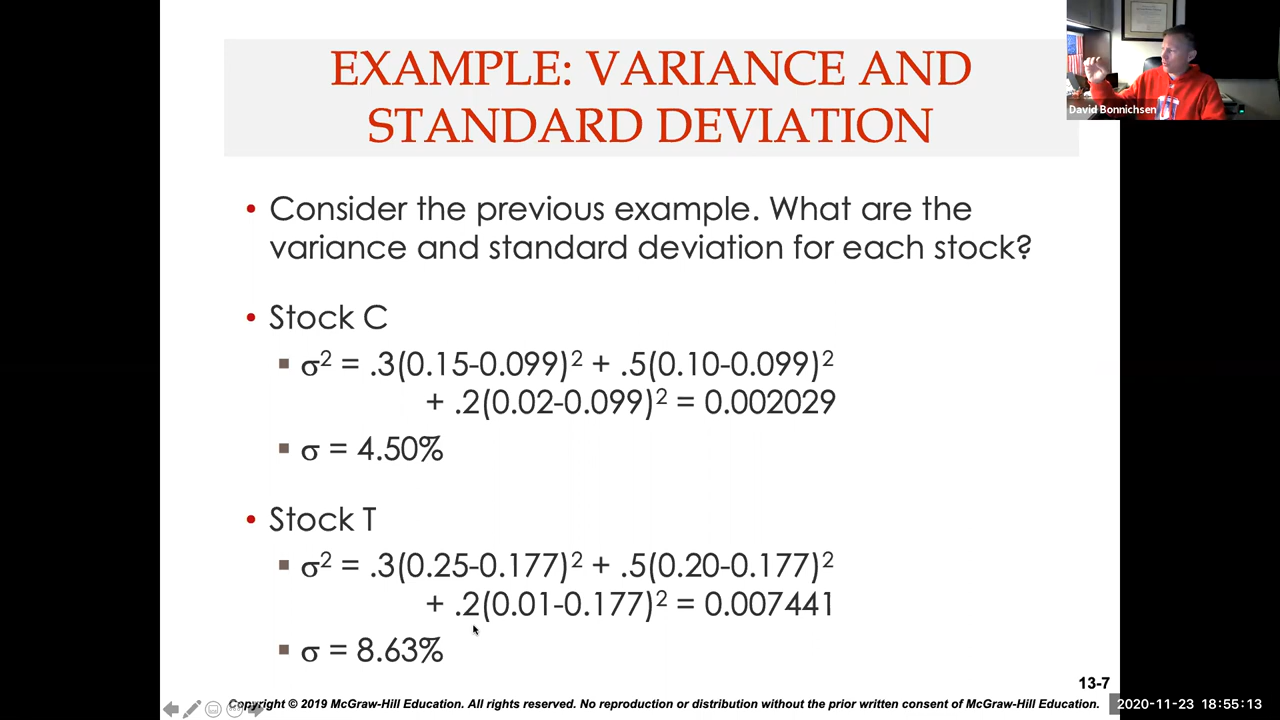 EXAMPLE: VARIANCE AND
STANDARD DEVIATION
David Bonnichsen
• Consider the previous example. What are the
variance and standard deviation for each stock?
• Stock C
▪ σ² = .3(0.15-0.099)² + .5(0.10-0.099)²
+ .2(0.02-0.099)² = 0.002029
▪ σ = 4.50%
• Stock T
▪ σ² = .3(0.25-0.177)² + .5(0.20-0.177)²
+ .2(0.01-0.177)² = 0.007441
▪ σ = 8.63%
13-7
Copyright © 2019 McGraw-Hill Education. All rights reserved. No reproduction or distribution without the prior written consent of McGraw-Hill Education.
2020-11-23 18:55:13